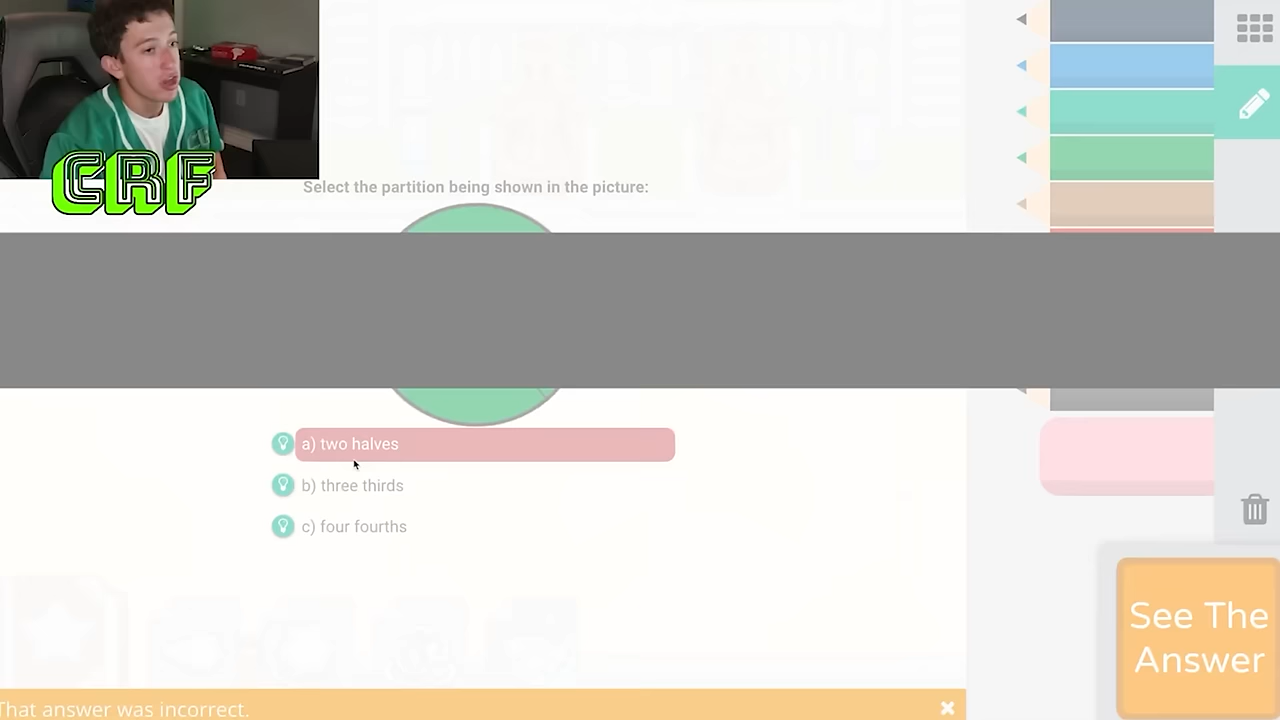 CRF
Select the partition being shown in the picture:
a) two halves
b) three thirds
c) four fourths
See The
Answer
That answer was incorrect.